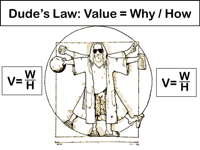 Dude's Law: Value = Why / How
V= W/H
V= W/H